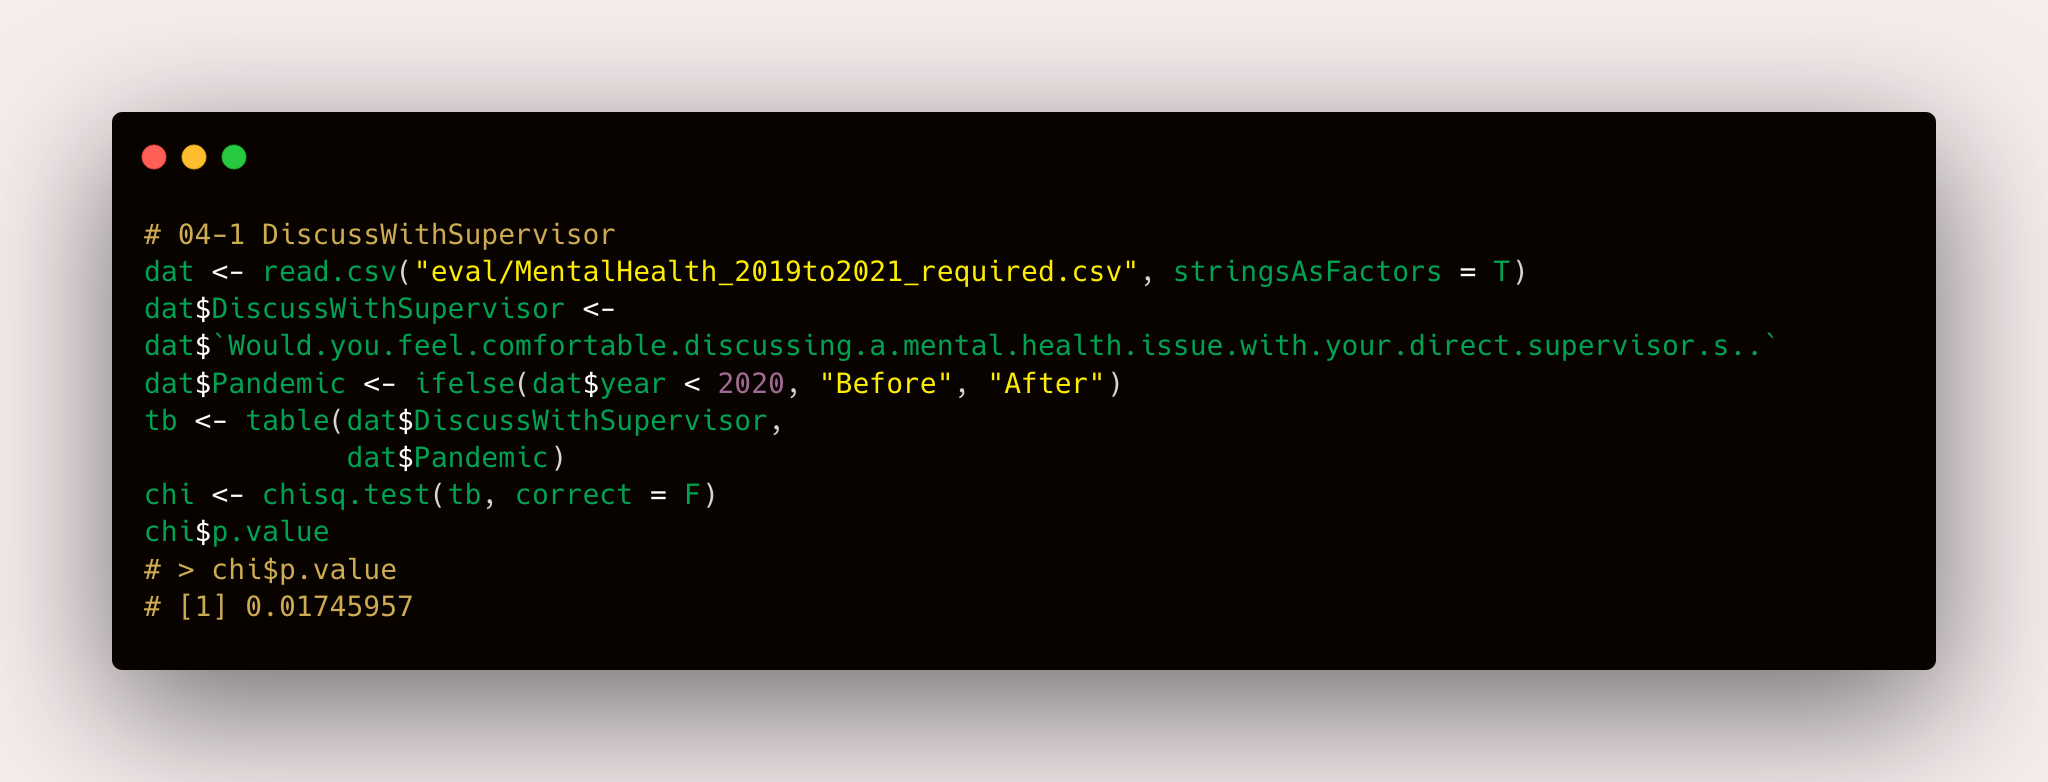 # 04-1 DiscussWithSupervisor
dat <- read.csv("eval/MentalHealth_2019to2021_required.csv", stringsAsFactors = T)
dat$DiscussWithSupervisor <-
dat$`Would.you.feel.comfortable.discussing.a.mental.health.issue.with.your.direct.supervisor.s..`
dat$Pandemic <- ifelse(dat$year < 2020, "Before", "After")
tb <- table(dat$DiscussWithSupervisor,
            dat$Pandemic)
chi <- chisq.test(tb, correct = F)
chi$p.value
# > chi$p.value
# [1] 0.01745957